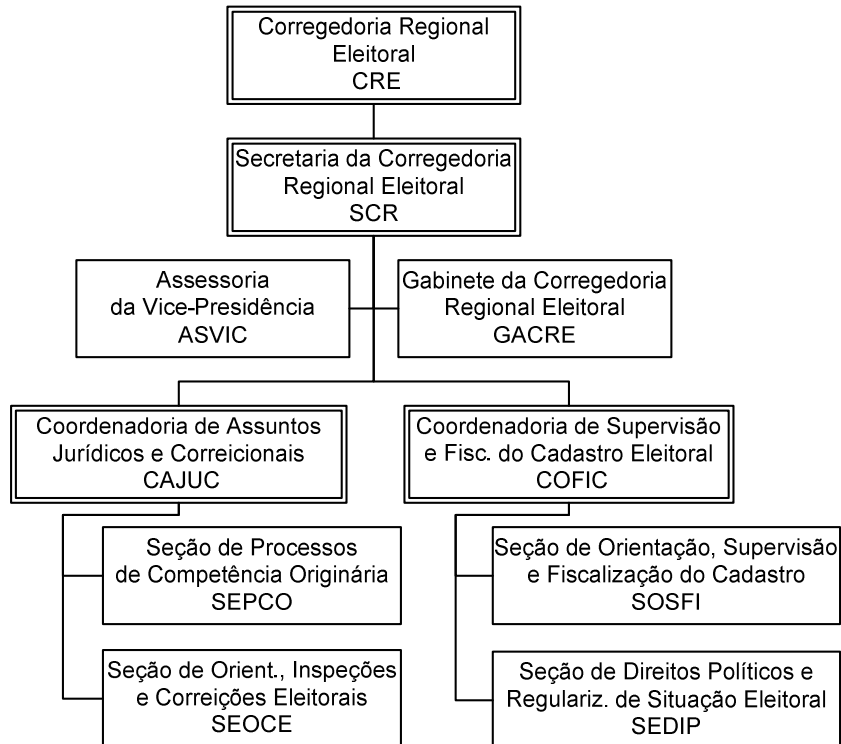 Corregedoria Regional
Eleitoral
CRE
Secretaria da Corregedoria
Regional Eleitoral
SCR
Assessoria
da Vice-Presidência
ASVIC
Gabinete da Corregedoria
Regional Eleitoral
GACRE
Coordenadoria de Assuntos
Jurídicos e Correicionais
CAJUC
Coordenadoria de Supervisão
e Fisc. do Cadastro Eleitoral
COFIC
Seção de Processos
de Competência Originária
SEPCO
Seção de Orientação, Supervisão
e Fiscalização do Cadastro
SOSFI
Seção de Orient., Inspeções
e Correições Eleitorais
SEOCE
Seção de Direitos Políticos e
Regulariz. de Situação Eleitoral
SEDIP